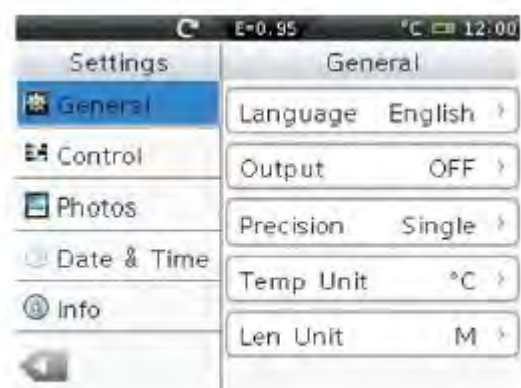 E=0.95 °C 12:00
Settings
General
Control
Photos
Date & Time
Info
General
Language English
Output OFF
Precision Single
Temp Unit °C
Len Unit M